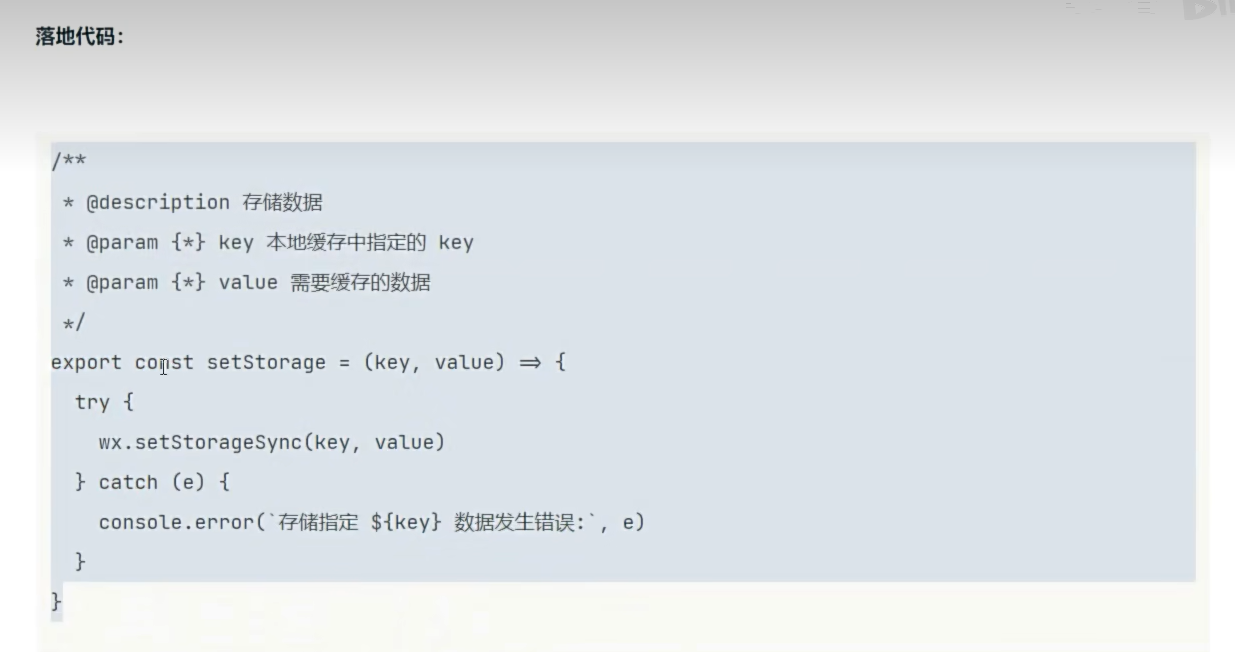 落地代码：
/**
 * @description 存储数据
 * @param {*} key 本地缓存中指定的 key
 * @param {*} value 需要缓存的数据
 */
export const setStorage = (key, value) => {
  try {
    wx.setStorageSync(key, value)
  } catch (e) {
    console.error(`存储指定 ${key} 数据发生错误:`, e)
  }
}